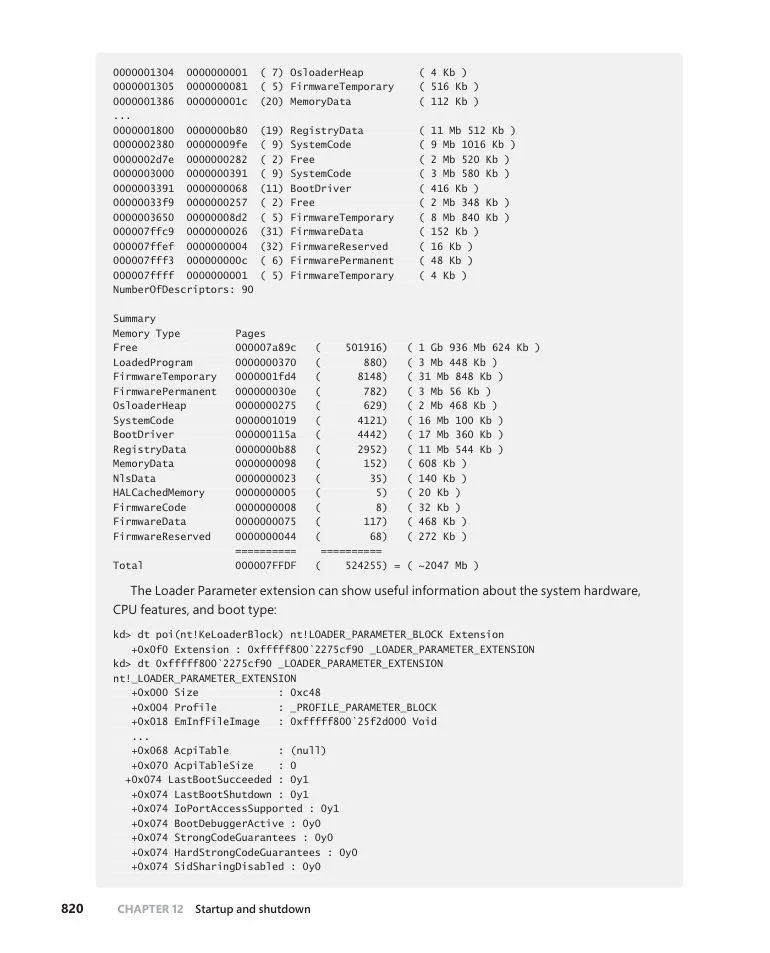 0000001304  0000000001  ( 7) OsloaderHeap         ( 4 Kb )
0000001305  0000000081  ( 5) FirmwareTemporary    ( 516 Kb )
0000001386  000000001c  (20) MemoryData           ( 112 Kb )
...
0000001800  0000000b80  (19) RegistryData         ( 11 Mb 512 Kb )
0000002380  00000009fe  ( 9) SystemCode           ( 9 Mb 1016 Kb )
0000002d7e  0000000282  ( 2) Free                 ( 2 Mb 520 Kb )
0000003000  0000000391  ( 9) SystemCode           ( 3 Mb 580 Kb )
0000003391  0000000068  (11) BootDriver           ( 416 Kb )
00000033f9  0000000257  ( 2) Free                 ( 2 Mb 348 Kb )
0000003650  00000008d2  ( 5) FirmwareTemporary    ( 8 Mb 840 Kb )
000007ffc9  0000000026  (31) FirmwareData         ( 152 Kb )
000007ffef  0000000004  (32) FirmwareReserved     ( 16 Kb )
000007fff3  000000000c  ( 6) FirmwarePermanent    ( 48 Kb )
000007ffff  0000000001  ( 5) FirmwareTemporary    ( 4 Kb )
NumberOfDescriptors: 90
Summary
Memory Type         Pages
Free                000007a89c   (    501916)   ( 1 Gb 936 Mb 624 Kb )
LoadedProgram       0000000370   (       880)   ( 3 Mb 448 Kb )
FirmwareTemporary   0000001fd4   (      8148)   ( 31 Mb 848 Kb )
FirmwarePermanent   000000030e   (       782)   ( 3 Mb 56 Kb )
OsloaderHeap        0000000275   (       629)   ( 2 Mb 468 Kb )
SystemCode          0000001019   (      4121)   ( 16 Mb 100 Kb )
BootDriver          000000115a   (      4442)   ( 17 Mb 360 Kb )
RegistryData        0000000b88   (      2952)   ( 11 Mb 544 Kb )
MemoryData          0000000098   (       152)   ( 608 Kb )
NlsData             0000000023   (        35)   ( 140 Kb )
HALCachedMemory     0000000005   (         5)   ( 20 Kb )
FirmwareCode        0000000008   (         8)   ( 32 Kb )
FirmwareData        0000000075   (       117)   ( 468 Kb )
FirmwareReserved    0000000044   (        68)   ( 272 Kb )
==========    ==========
Total               000007FFDF   (    524255) = ( ~2047 Mb )
The Loader Parameter extension can show useful information about the system hardware,
CPU features, and boot type:
kd> dt poi(nt!KeLoaderBlock) nt!LOADER_PARAMETER_BLOCK Extension
+0x0f0 Extension : 0xfffff800`2275cf90 _LOADER_PARAMETER_EXTENSION
kd> dt 0xfffff800`2275cf90 _LOADER_PARAMETER_EXTENSION
nt!_LOADER_PARAMETER_EXTENSION
+0x000 Size             : 0xc48
+0x004 Profile          : _PROFILE_PARAMETER_BLOCK
+0x018 EmInfFileImage   : 0xfffff800`25f2d000 Void
...
+0x068 AcpiTable        : (null)
+0x070 AcpiTableSize    : 0
+0x074 LastBootSucceeded : 0y1
+0x074 LastBootShutdown : 0y1
+0x074 IoPortAccessSupported : 0y1
+0x074 BootDebuggerActive : 0y0
+0x074 StrongCodeGuarantees : 0y0
+0x074 HardStrongCodeGuarantees : 0y0
+0x074 SidSharingDisabled : 0y0
820 CHAPTER 12 Startup and shutdown